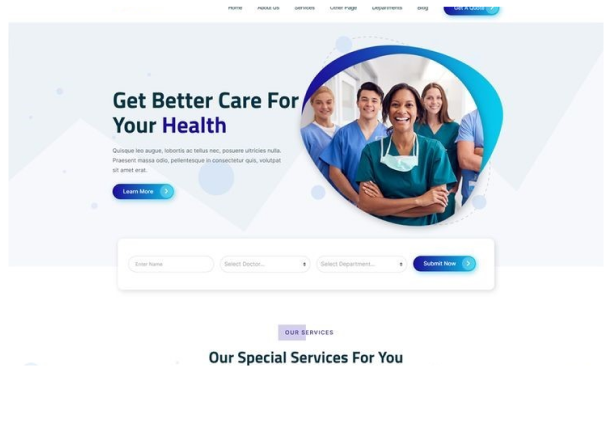 Home About Us Services Other Page Departments Blog Get A Quote
Get Better Care For
Your Health
Quisque leo augue, lobortis ac tellus nec, posuere ultricies nulla.
Praesent massa odio, pellentesque in consectetur quis, volutpat
sit amet erat.
Learn More
Enter Name Select Doctor... Select Department... Submit Now
OUR SERVICES
Our Special Services For You